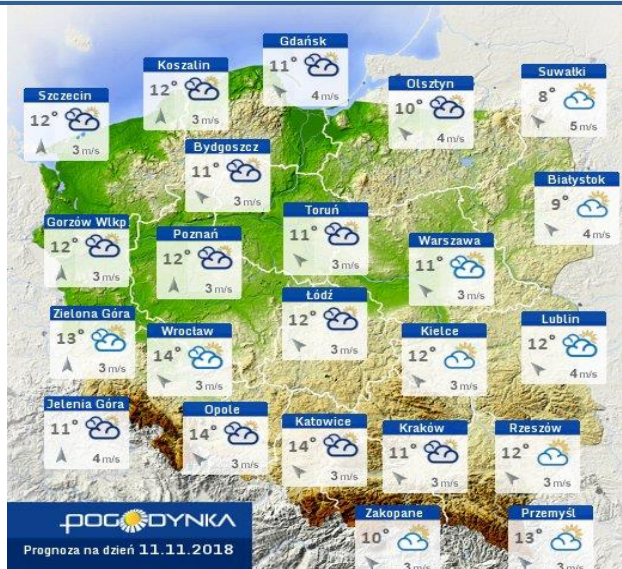 Gdańsk
11°
4 m/s
Koszalin
12°
3 m/s
Szczecin
12°
3 m/s
Olsztyn
10°
4 m/s
Suwałki
8°
5 m/s
Bydgoszcz
11°
3 m/s
Białystok
9°
4 m/s
Gorzów Wlkp
12°
3 m/s
Poznań
12°
3 m/s
Toruń
11°
3 m/s
Warszawa
11°
3 m/s
Zielona Góra
13°
3 m/s
Wrocław
14°
3 m/s
Łódź
12°
3 m/s
Kielce
12°
3 m/s
Lublin
12°
4 m/s
Jelenia Góra
11°
4 m/s
Opole
14°
3 m/s
Katowice
14°
3 m/s
Kraków
11°
3 m/s
Rzeszów
12°
3 m/s
Zakopane
10°
3 m/s
Przemyśl
13°
3 m/s
POGODYNKA
Prognoza na dzień 11.11.2018